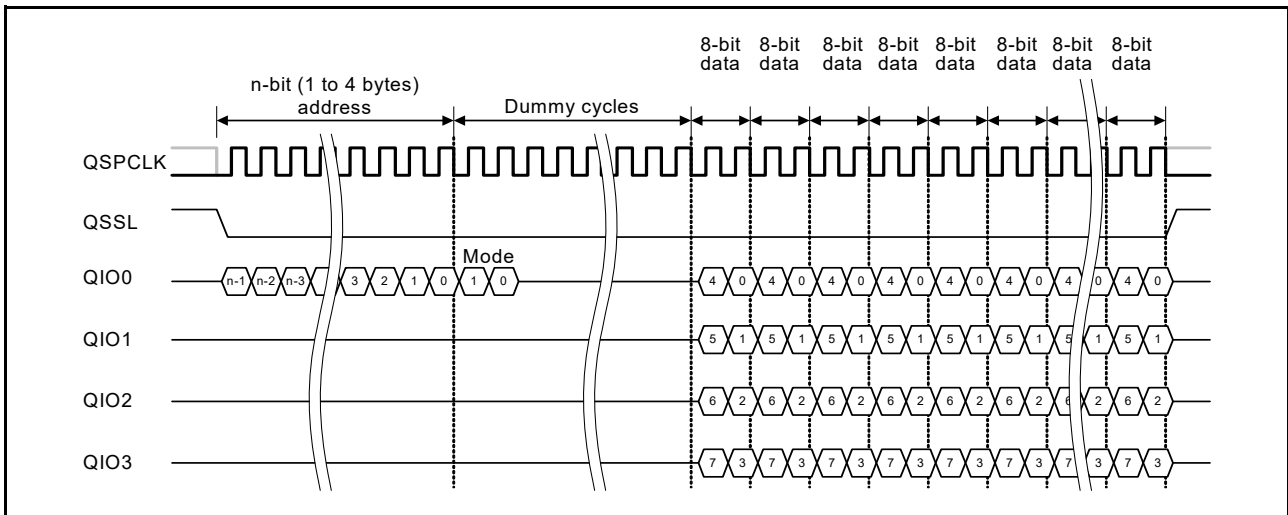 8-bit 8-bit 8-bit 8-bit 8-bit 8-bit 8-bit 8-bit
data data data data data data data data
n-bit (1 to 4 bytes)
address
Dummy cycles
QSPCLK
QSSL
Mode
QIO0 n-1 n-2 n-3 3 2 1 0 1 0 4 0 4 0 4 0 4 0 4 0 4 0 4 0 4 0
QIO1 5 1 5 1 5 1 5 1 5 1 5 1 5 1 5 1
QIO2 6 2 6 2 6 2 6 2 6 2 6 2 6 2 6 2
QIO3 7 3 7 3 7 3 7 3 7 3 7 3 7 3 7 3